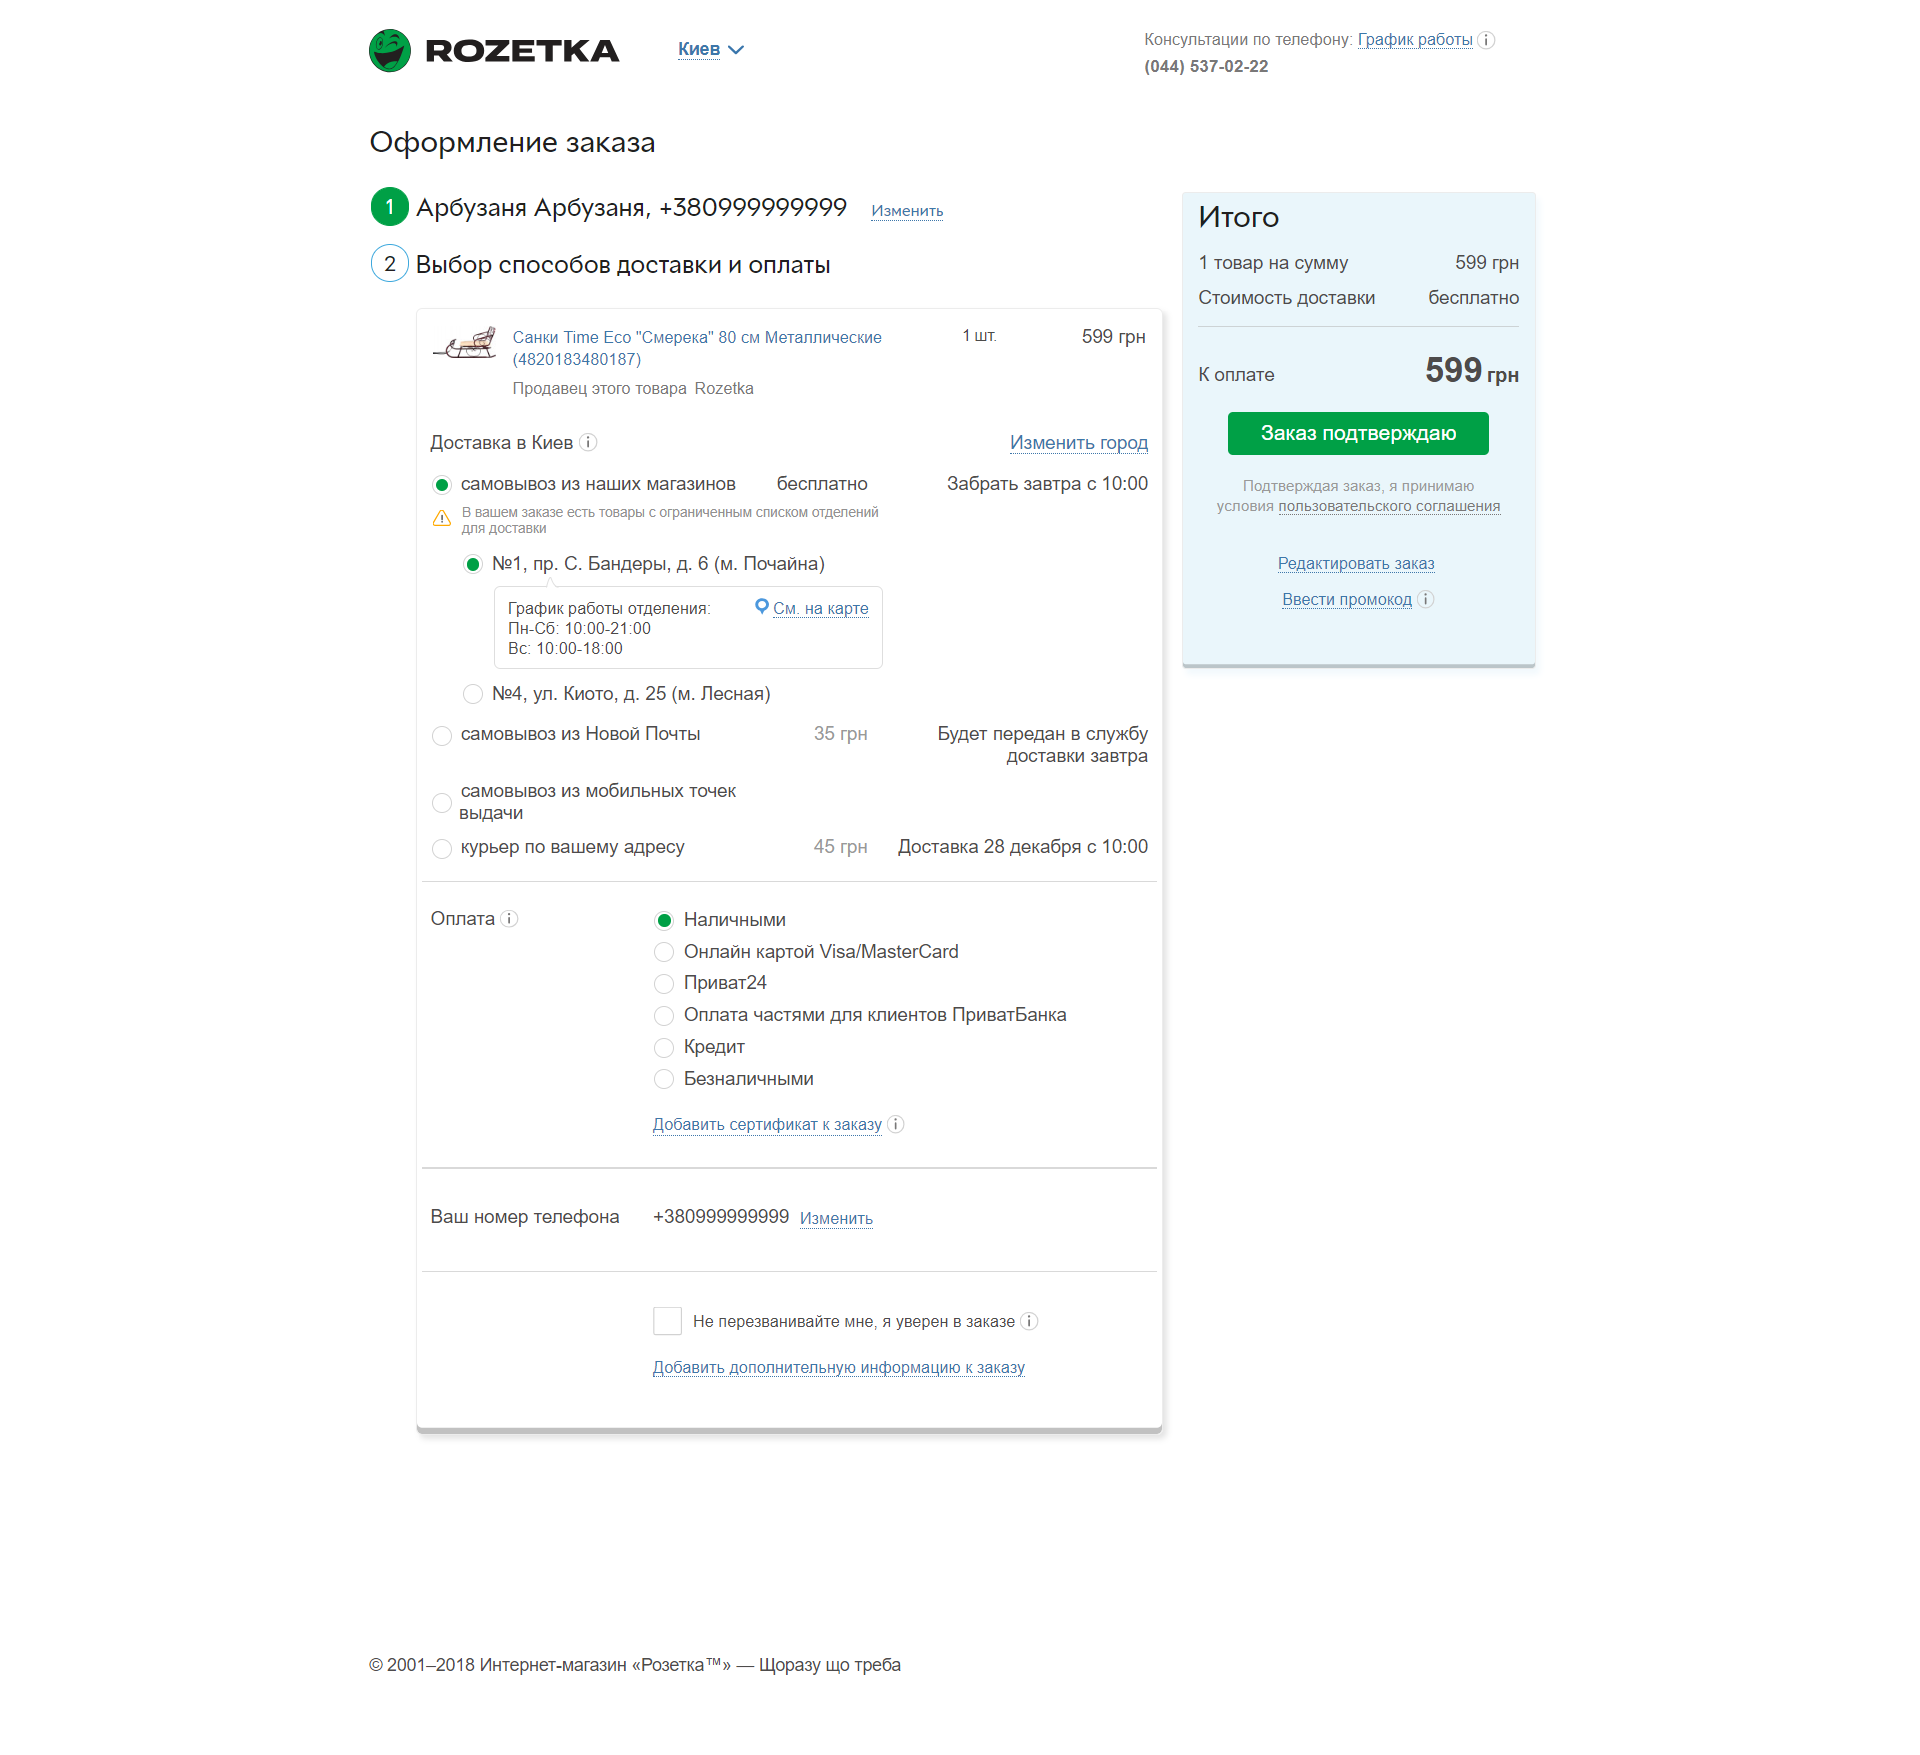 ROZETKA
Киев
Консультации по телефону: График работы
(044) 537-02-22
Оформление заказа
1 Арбузаня Арбузаня, +380999999999 Изменить
2 Выбор способов доставки и оплаты
Санки Time Eco "Смерека" 80 см Металлические 1 шт. 599 грн
(4820183480187)
Продавец этого товара Rozetka
Доставка в Киев Изменить город
самовывоз из наших магазинов бесплатно Забрать завтра с 10:00
В вашем заказе есть товары с ограниченным списком отделений
для доставки
№1, пр. С. Бандеры, д. 6 (м. Почайна)
График работы отделения: См. на карте
Пн-Сб: 10:00-21:00
Вс: 10:00-18:00
№4, ул. Киото, д. 25 (м. Лесная)
самовывоз из Новой Почты 35 грн Будет передан в службу
доставки завтра
самовывоз из мобильных точек
выдачи
курьер по вашему адресу 45 грн Доставка 28 декабря с 10:00
Оплата
Наличными
Онлайн картой Visa/MasterCard
Приват24
Оплата частями для клиентов ПриватБанка
Кредит
Безналичными
Добавить сертификат к заказу
Ваш номер телефона +380999999999 Изменить
Не перезванивайте мне, я уверен в заказе
Добавить дополнительную информацию к заказу
Итого
1 товар на сумму 599 грн
Стоимость доставки бесплатно
К оплате 599 грн
Заказ подтверждаю
Подтверждая заказ, я принимаю
условия пользовательского соглашения
Редактировать заказ
Ввести промокод
© 2001–2018 Интернет-магазин «Розетка™» — Щоразу що треба